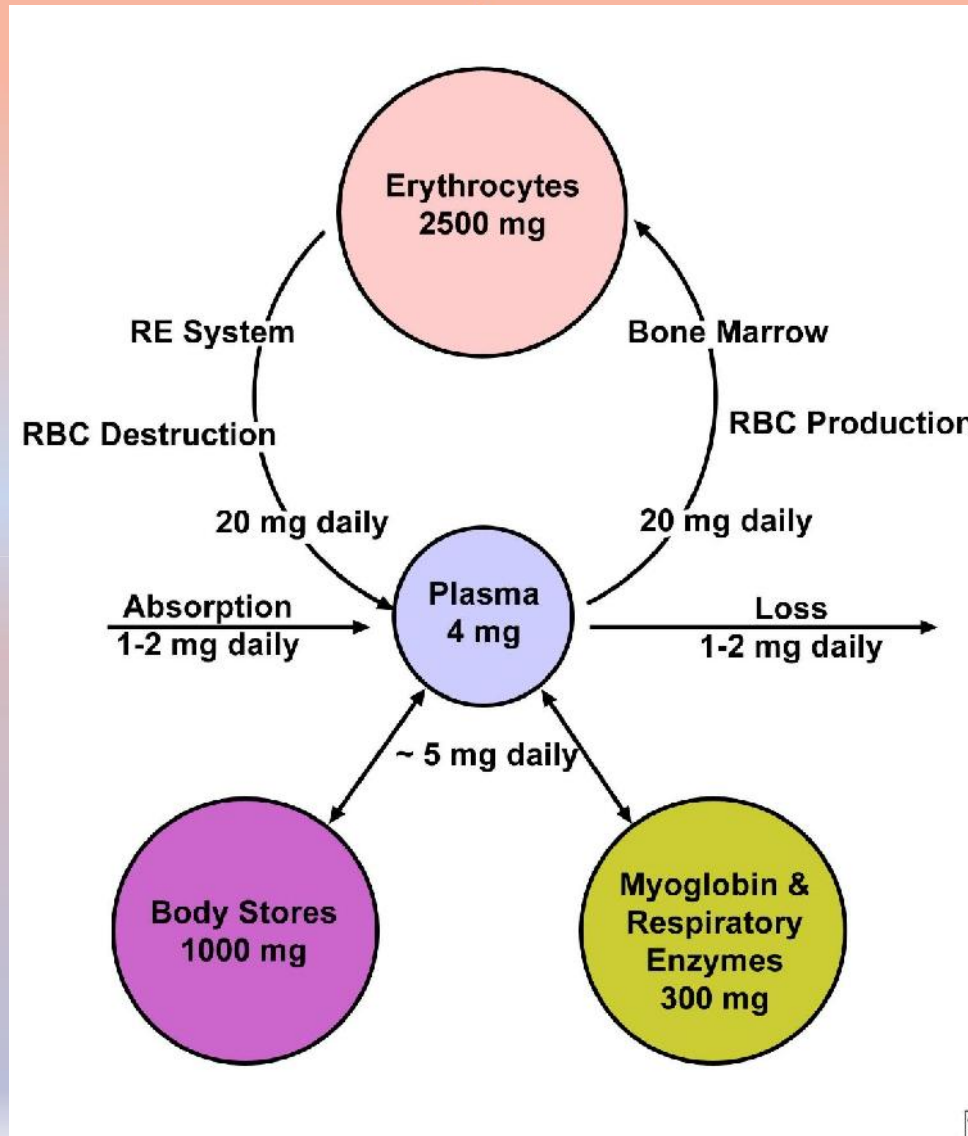 Erythrocytes
2500 mg
RE System
Bone Marrow
RBC Destruction
RBC Production
20 mg daily
20 mg daily
Absorption
1-2 mg daily
Plasma
4 mg
Loss
1-2 mg daily
~ 5 mg daily
Body Stores
1000 mg
Myoglobin &
Respiratory
Enzymes
300 mg